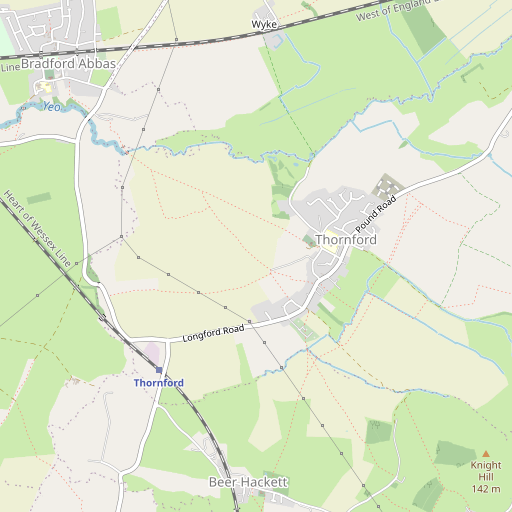 Wyke
West of England
Line
Bradford Abbas
Yeo
Heart of Wessex Line
Pound Road
Thornford
Longford Road
Thornford
Beer Hackett
Knight
Hill
142 m